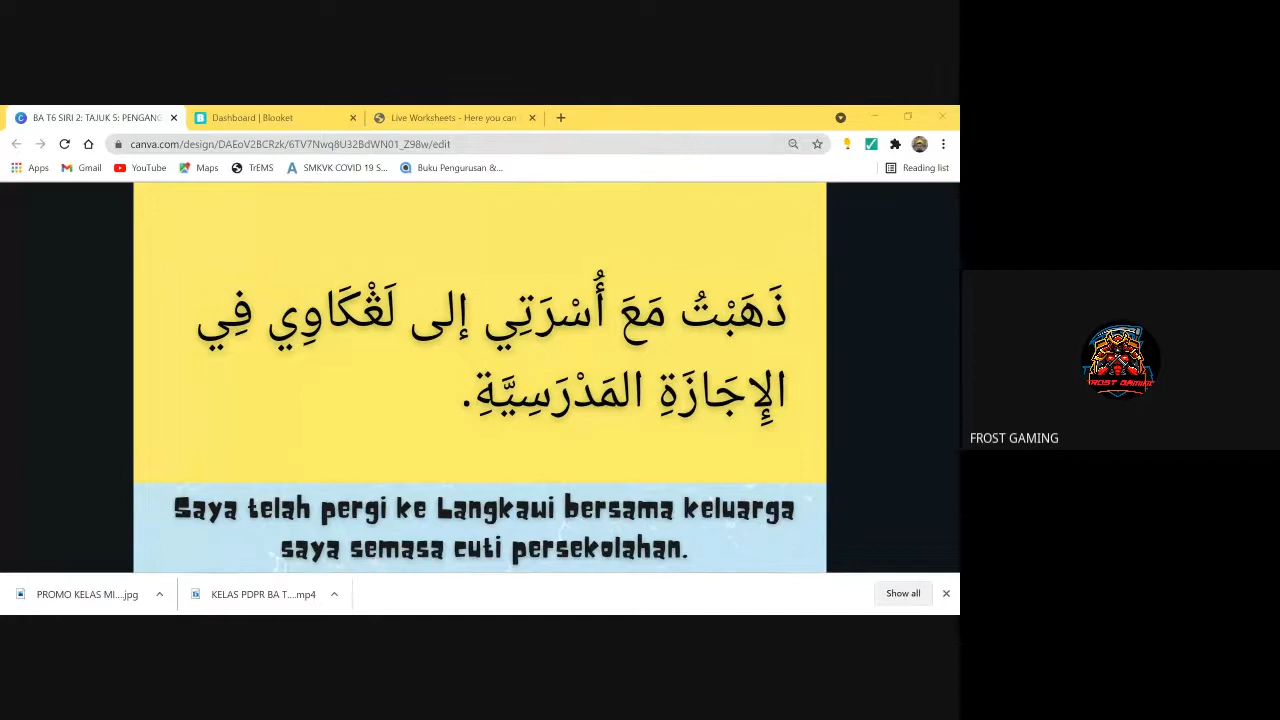 BA T6 SIRI 2: TAJUK 5: PENGANG
Dashboard | Blooket
Live Worksheets - Here you can
canva.com/design/DAEoV2BCRzk/6TV7Nwq8U32BdWN01_Z98w/edit
Apps
Gmail
YouTube
Maps
TrEMS
SMKVK COVID 19 S...
Buku Pengurusan &...
Reading list
ذَهَبْتُ مَعَ أُسْرَتِي إلى لَڠْكَاوِي فِي
الإِجَازَةِ المَدْرَسِيَّةِ.
Saya telah pergi ke Langkawi bersama keluarga
saya semasa cuti persekolahan.
PROMO KELAS MI....jpg
KELAS PDPR BA T....mp4
Show all
FROST GAMING